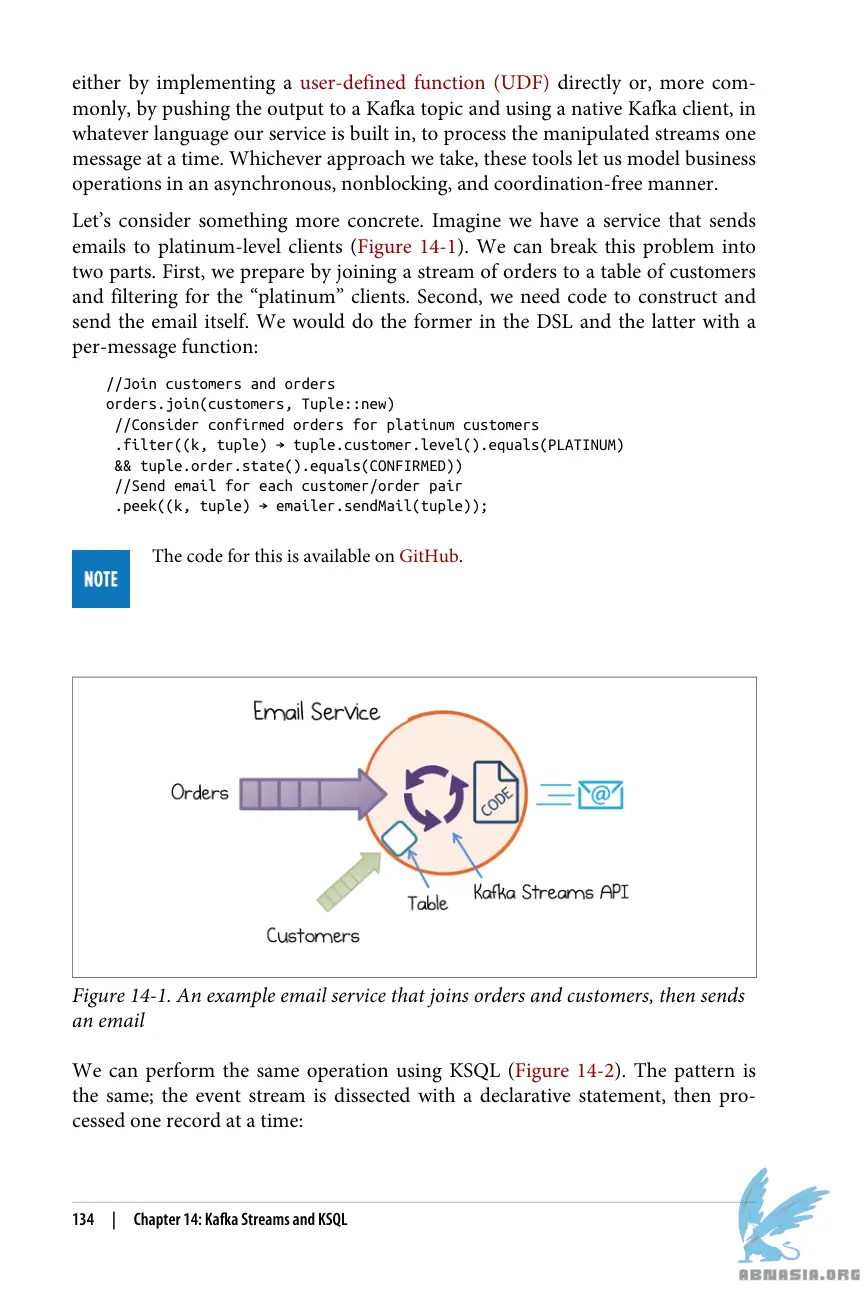 either by implementing a user-defined function (UDF) directly or, more com-
monly, by pushing the output to a Kafka topic and using a native Kafka client, in
whatever language our service is built in, to process the manipulated streams one
message at a time. Whichever approach we take, these tools let us model business
operations in an asynchronous, nonblocking, and coordination-free manner.
Let’s consider something more concrete. Imagine we have a service that sends
emails to platinum-level clients (Figure 14-1). We can break this problem into
two parts. First, we prepare by joining a stream of orders to a table of customers
and filtering for the “platinum” clients. Second, we need code to construct and
send the email itself. We would do the former in the DSL and the latter with a
per-message function:
//Join customers and orders
orders.join(customers, Tuple::new)
//Consider confirmed orders for platinum customers
.filter((k, tuple) → tuple.customer.level().equals(PLATINUM)
&& tuple.order.state().equals(CONFIRMED))
//Send email for each customer/order pair
.peek((k, tuple) → emailer.sendMail(tuple));
NOTE
The code for this is available on GitHub.
Email Service
Orders
CODE
@
Kafka Streams API
Table
Customers
Figure 14-1. An example email service that joins orders and customers, then sends
an email
We can perform the same operation using KSQL (Figure 14-2). The pattern is
the same; the event stream is dissected with a declarative statement, then pro-
cessed one record at a time:
134 | Chapter 14: Kafka Streams and KSQL
ABNASIA.ORG